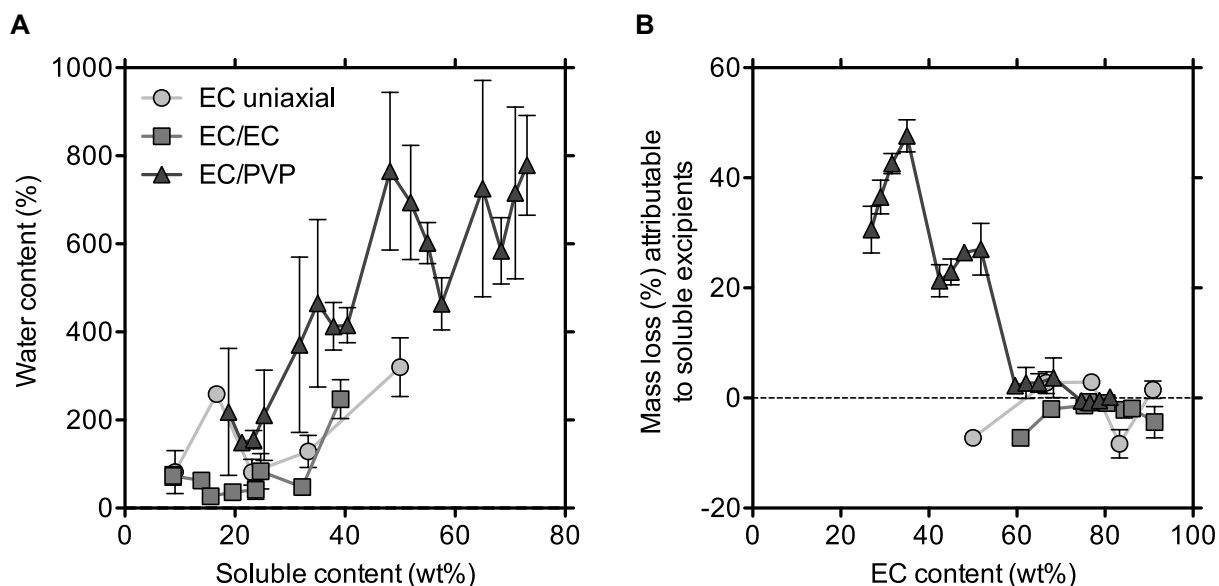 A
Water content (%)
1000
800
600
400
200
0
EC uniaxial
EC/EC
EC/PVP
0 20 40 60 80
Soluble content (wt%)
B
Mass loss (%) attributable
to soluble excipients
60
40
20
0
-20
0 20 40 60 80 100
EC content (wt%)